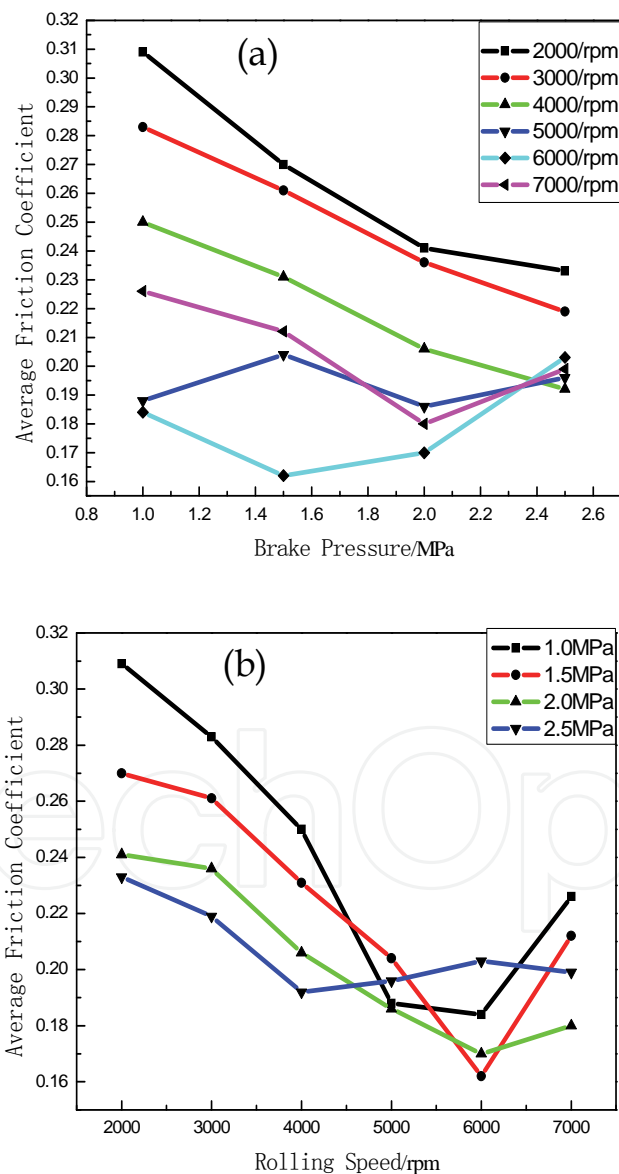 0.32
0.31
0.30
0.29
0.28
0.27
0.26
0.25
0.24
0.23
0.22
0.21
0.20
0.19
0.18
0.17
0.16
Average Friction Coefficient
(a)
2000/rpm
3000/rpm
4000/rpm
5000/rpm
6000/rpm
7000/rpm
0.8 1.0 1.2 1.4 1.6 1.8 2.0 2.2 2.4 2.6
Brake Pressure/MPa
0.32
0.30
0.28
0.26
0.24
0.22
0.20
0.18
0.16
Average Friction Coefficient
(b)
1.0MPa
1.5MPa
2.0MPa
2.5MPa
echOp
2000 3000 4000 5000 6000 7000
Rolling Speed/rpm